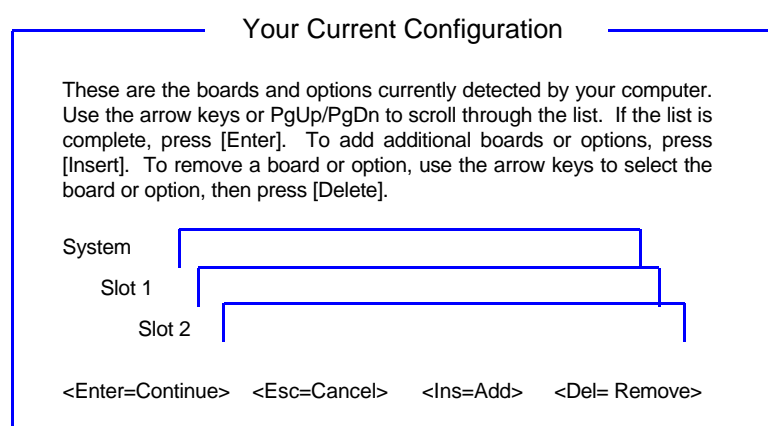 Your Current Configuration
These are the boards and options currently detected by your computer.
Use the arrow keys or PgUp/PgDn to scroll through the list. If the list is
complete, press [Enter]. To add additional boards or options, press
[Insert]. To remove a board or option, use the arrow keys to select the
board or option, then press [Delete].
System
Slot 1
Slot 2
<Enter=Continue> <Esc=Cancel> <Ins=Add> <Del= Remove>